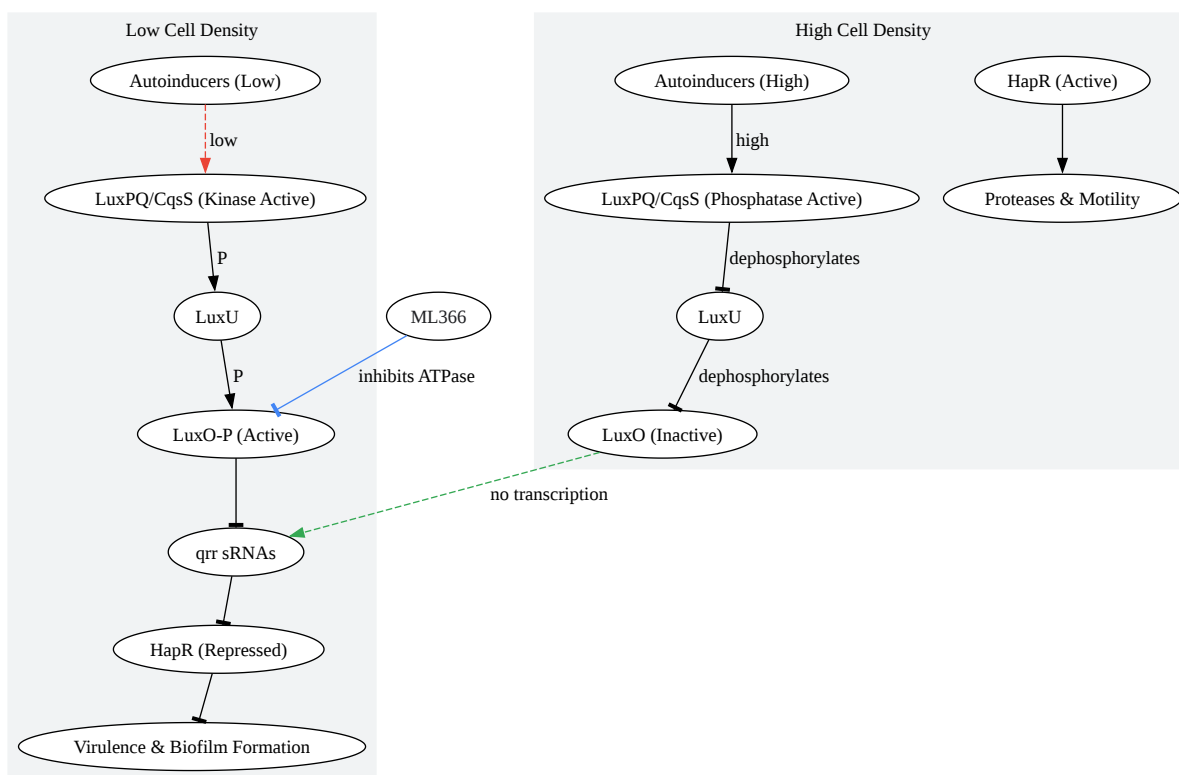 Low Cell Density
Autoinducers (Low)
low
LuxPQ/CqsS (Kinase Active)
P
LuxU
P
LuxO-P (Active)
qrr sRNAs
HapR (Repressed)
Virulence & Biofilm Formation
ML366
inhibits ATPase
High Cell Density
Autoinducers (High)
high
LuxPQ/CqsS (Phosphatase Active)
dephosphorylates
LuxU
dephosphorylates
LuxO (Inactive)
no transcription
HapR (Active)
Proteases & Motility